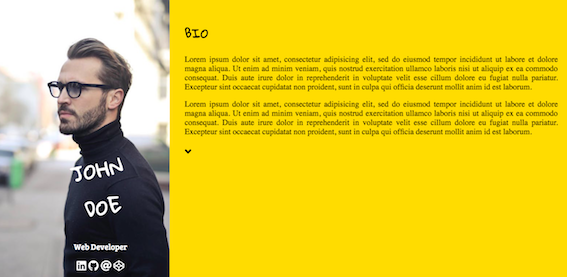 BIO
Lorem ipsum dolor sit amet, consectetur adipisicing elit, sed do eiusmod tempor incididunt ut labore et dolore
magna aliqua. Ut enim ad minim veniam, quis nostrud exercitation ullamco laboris nisi ut aliquip ex ea commodo
consequat. Duis aute irure dolor in reprehenderit in voluptate velit esse cillum dolore eu fugiat nulla pariatur.
Excepteur sint occaecat cupidatat non proident, sunt in culpa qui officia deserunt mollit anim id est laborum.
Lorem ipsum dolor sit amet, consectetur adipisicing elit, sed do eiusmod tempor incididunt ut labore et dolore
magna aliqua. Ut enim ad minim veniam, quis nostrud exercitation ullamco laboris nisi ut aliquip ex ea commodo
consequat. Duis aute irure dolor in reprehenderit in voluptate velit esse cillum dolore eu fugiat nulla pariatur.
Excepteur sint occaecat cupidatat non proident, sunt in culpa qui officia deserunt mollit anim id est laborum.
JOHN
DOE
Web Developer